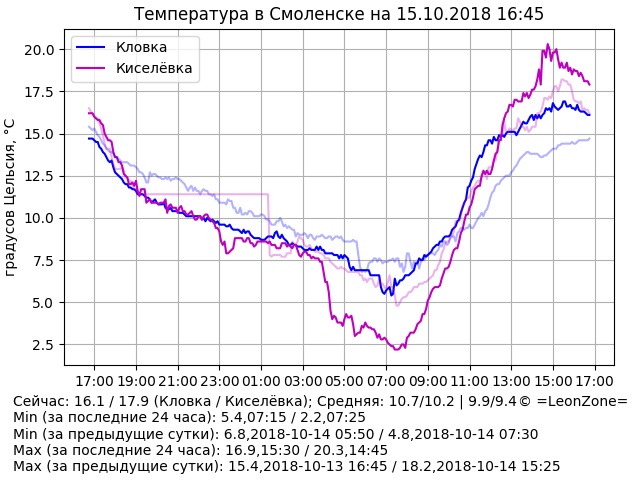 Температура в Смоленске на 15.10.2018 16:45
Кловка
Киселёвка
градусов Цельсия, °C
20.0
17.5
15.0
12.5
10.0
7.5
5.0
2.5
17:00 19:00 21:00 23:00 01:00 03:00 05:00 07:00 09:00 11:00 13:00 15:00 17:00
Сейчас: 16.1 / 17.9 (Кловка / Киселёвка); Средняя: 10.7/10.2 | 9.9/9.4© =LeonZone=
Min (за последние 24 часа): 5.4,07:15 / 2.2,07:25
Min (за предыдущие сутки): 6.8,2018-10-14 05:50 / 4.8,2018-10-14 07:30
Max (за последние 24 часа): 16.9,15:30 / 20.3,14:45
Max (за предыдущие сутки): 15.4,2018-10-13 16:45 / 18.2,2018-10-14 15:25